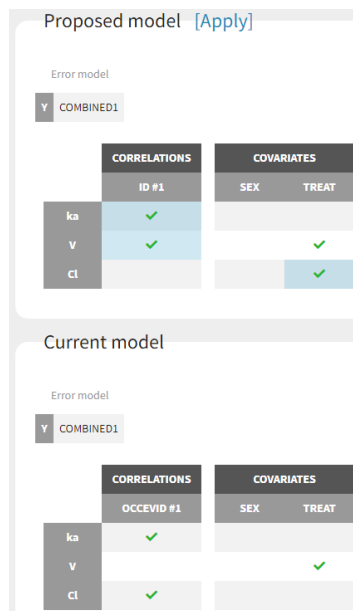 Proposed model [Apply]
Error model
Y COMBINED1
CORRELATIONS COVARIATES
ID #1 SEX TREAT
ka
V
Cl
Current model
Error model
Y COMBINED1
CORRELATIONS COVARIATES
OCCEVID #1 SEX TREAT
ka
V
Cl